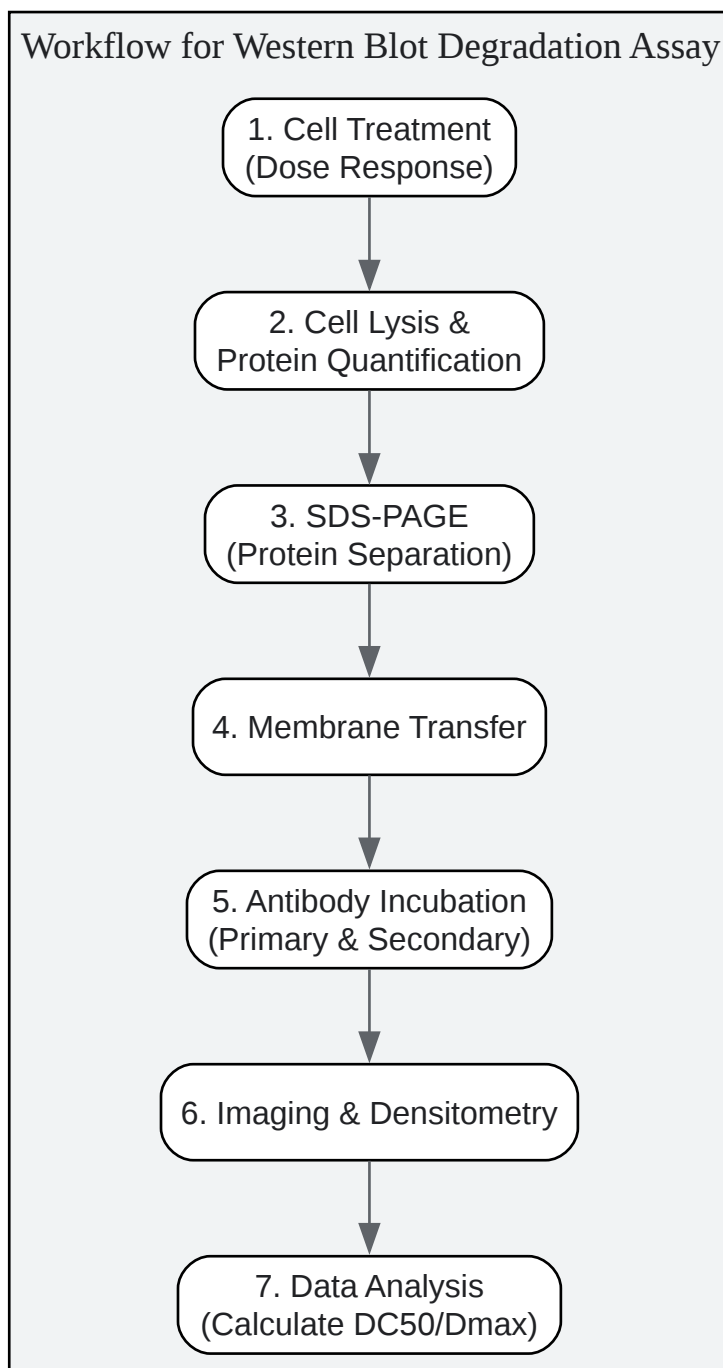 Workflow for Western Blot Degradation Assay
1. Cell Treatment
(Dose Response)
2. Cell Lysis &
Protein Quantification
3. SDS-PAGE
(Protein Separation)
4. Membrane Transfer
5. Antibody Incubation
(Primary & Secondary)
6. Imaging & Densitometry
7. Data Analysis
(Calculate DC50/Dmax)